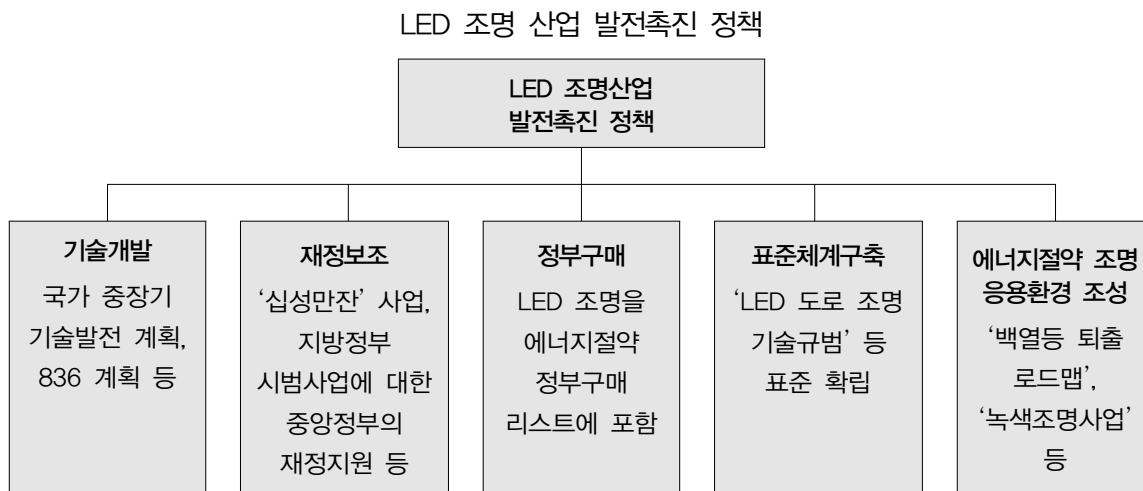 LED 조명 산업 발전촉진 정책
LED 조명산업
발전촉진 정책
기술개발
국가 중장기
기술발전 계획,
836 계획 등
재정보조
‘십성만잔’ 사업,
지방정부
시범사업에 대한
중앙정부의
재정지원 등
정부구매
LED 조명을
에너지절약
정부구매
리스트에 포함
표준체계구축
‘LED 도로 조명
기술규범’ 등
표준 확립
에너지절약 조명
응용환경 조성
‘백열등 퇴출
로드맵’,
‘녹색조명사업’
등